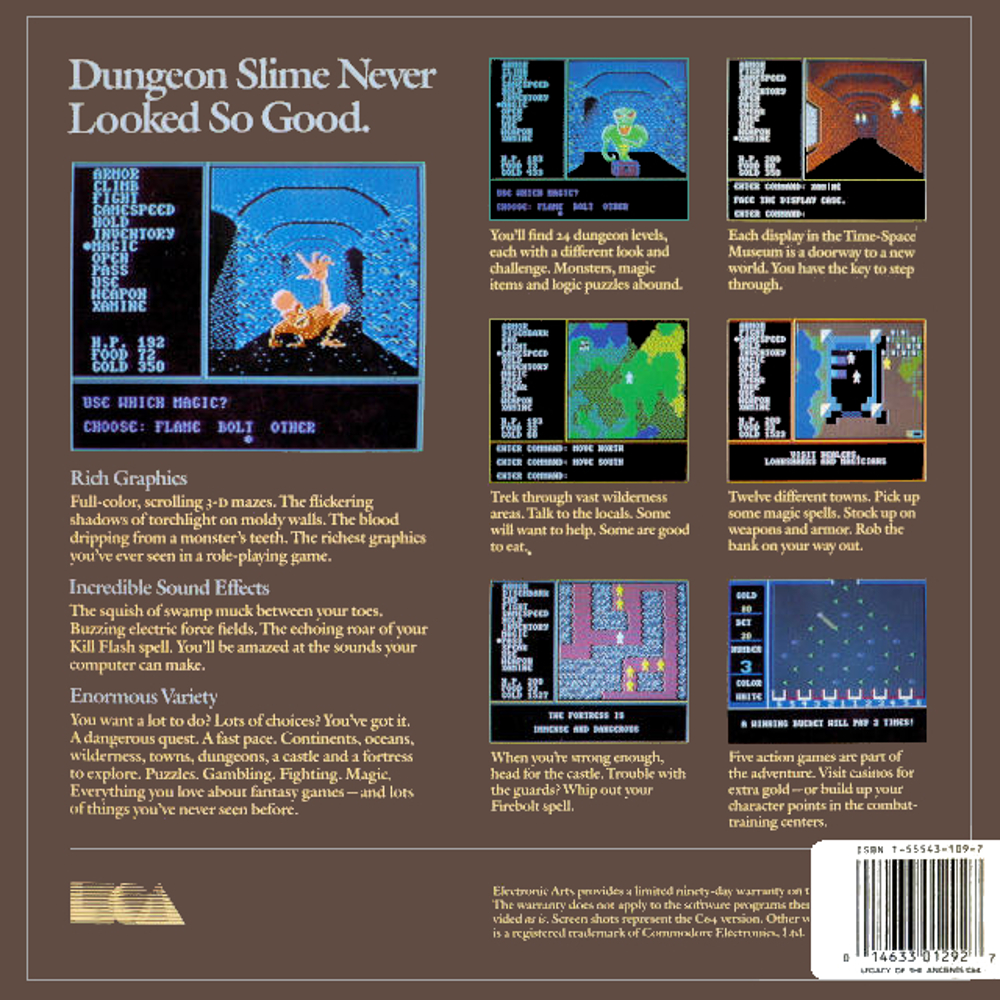 Dungeon Slime Never
Looked So Good.
ARMOR
CLIMB
FIGHT
GAMESPEED
HOLD
INVENTORY
MAGIC
OPEN
PASS
USE
WEAPON
XAMINE
H.P. 192
FOOD 72
GOLD 350
USE WHICH MAGIC?
CHOOSE: FLAME BOLT OTHER
Rich Graphics
Full-color, scrolling 3-D mazes. The flickering
shadows of torchlight on moldy walls. The blood
dripping from a monster's teeth. The richest graphics
you've ever seen in a role-playing game.
Incredible Sound Effects
The squish of swamp muck between your toes.
Buzzing electric force fields. The echoing roar of your
Kill Flash spell. You'll be amazed at the sounds your
computer can make.
Enormous Variety
You want a lot to do? Lots of choices? You've got it.
A dangerous quest. A fast pace. Continents, oceans,
wilderness, towns, dungeons, a castle and a fortress
to explore. Puzzles. Gambling. Fighting. Magic.
Everything you love about fantasy games—and lots
of things you've never seen before.
USE WHICH MAGIC?
CHOOSE: FLAME BOLT OTHER
You'll find 24 dungeon levels,
each with a different look and
challenge. Monsters, magic
items and logic puzzles abound.
ENTER COMMAND: XAMINE
FACE THE DISPLAY CASE.
ENTER COMMAND:
Each display in the Time-Space
Museum is a doorway to a new
world. You have the key to step
through.
ENTER COMMAND: MOVE NORTH
ENTER COMMAND: MOVE SOUTH
ENTER COMMAND:
Trek through vast wilderness
areas. Talk to the locals. Some
will want to help. Some are good
to eat.
VISIT HEALERS,
LOANSHARKS AND MAGICIANS
Twelve different towns. Pick up
some magic spells. Stock up on
weapons and armor. Rob the
bank on your way out.
THE FORTRESS IS
IMMENSE AND DANGEROUS
When you're strong enough,
head for the castle. Trouble with
the guards? Whip out your
Firebolt spell.
GOLD
80
BET
20
NUMBER
3
COLOR
WHITE
A WINNING BUCKET WILL PAY 2 TIMES!
Five action games are part of
the adventure. Visit casinos for
extra gold—or build up your
character points in the combat-
training centers.
Electronic Arts provides a limited ninety-day warranty on t
The warranty does not apply to the software programs ther
vided as is. Screen shots represent the C64 version. Other w
is a registered trademark of Commodore Electronics, Ltd.
ISBN 1-55543-109-7
0 14633 01292 7
LEGACY OF THE ANCIENTS C64